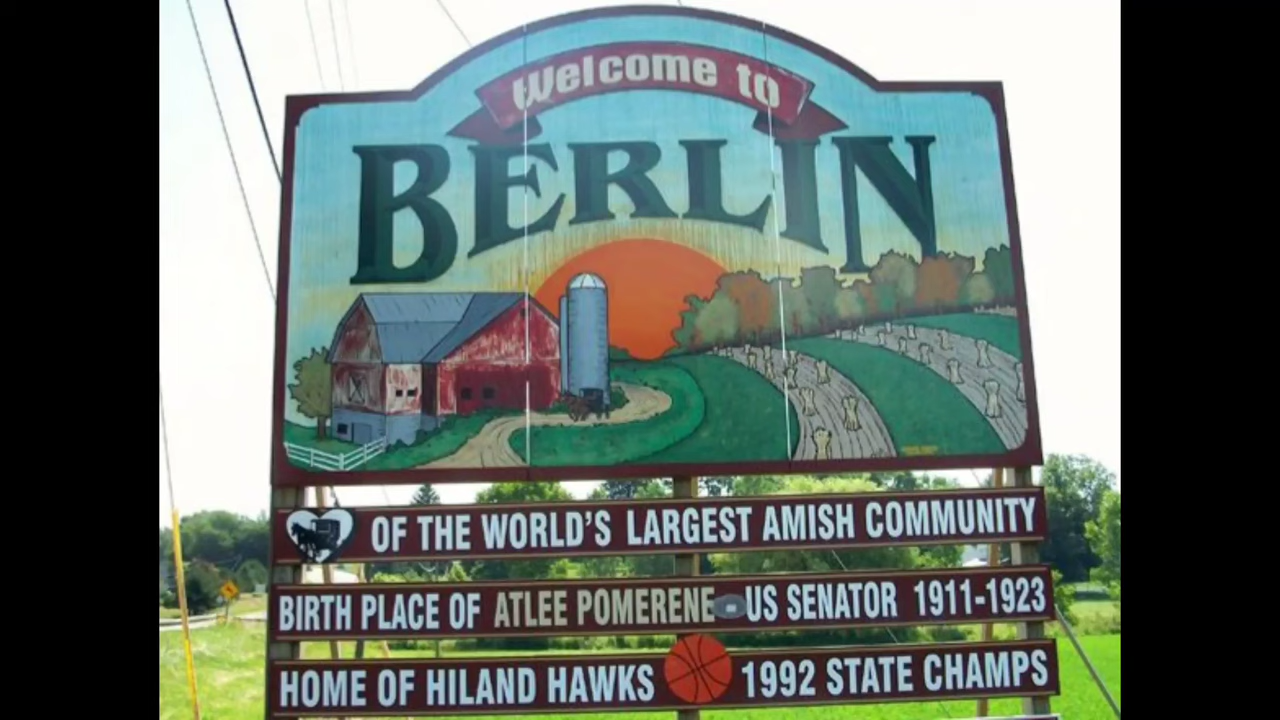 Welcome to
BERLIN
OF THE WORLD'S LARGEST AMISH COMMUNITY
BIRTH PLACE OF ATLEE POMERENE US SENATOR 1911-1923
HOME OF HILAND HAWKS 1992 STATE CHAMPS